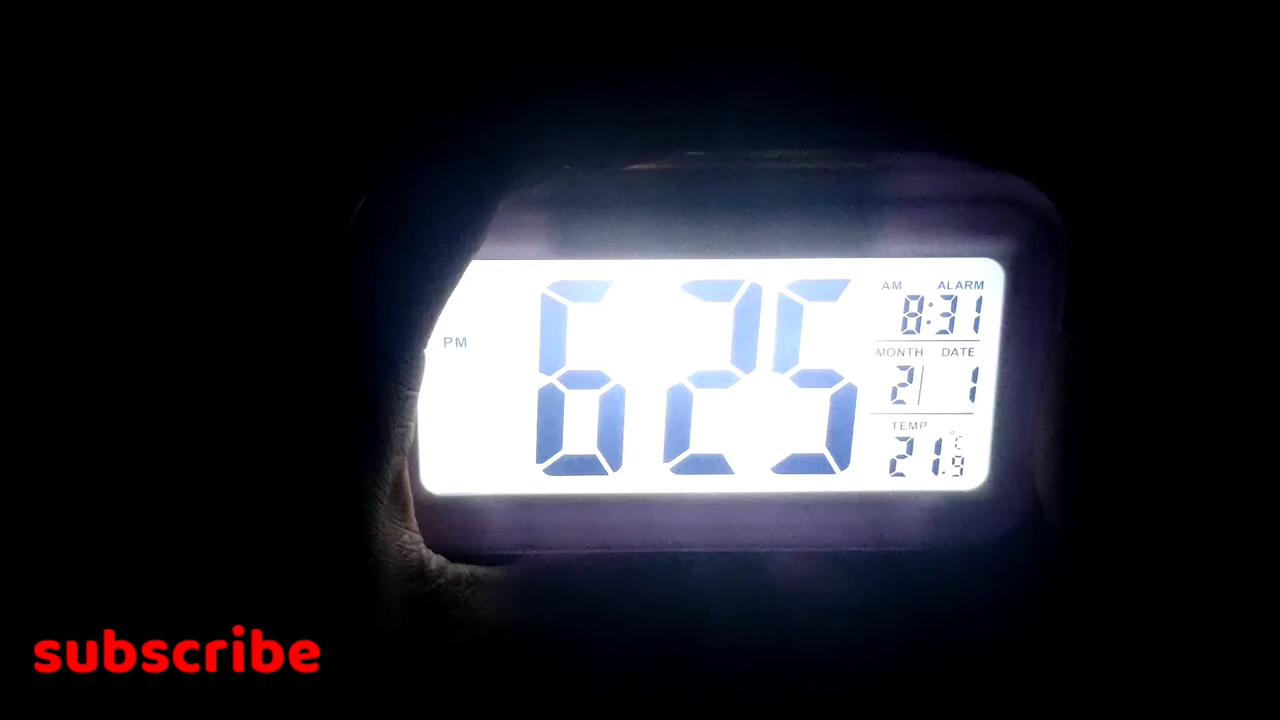 PM
6 25
AM ALARM
8:31
MONTH DATE
2 1
TEMP
21.9 °C
subscribe